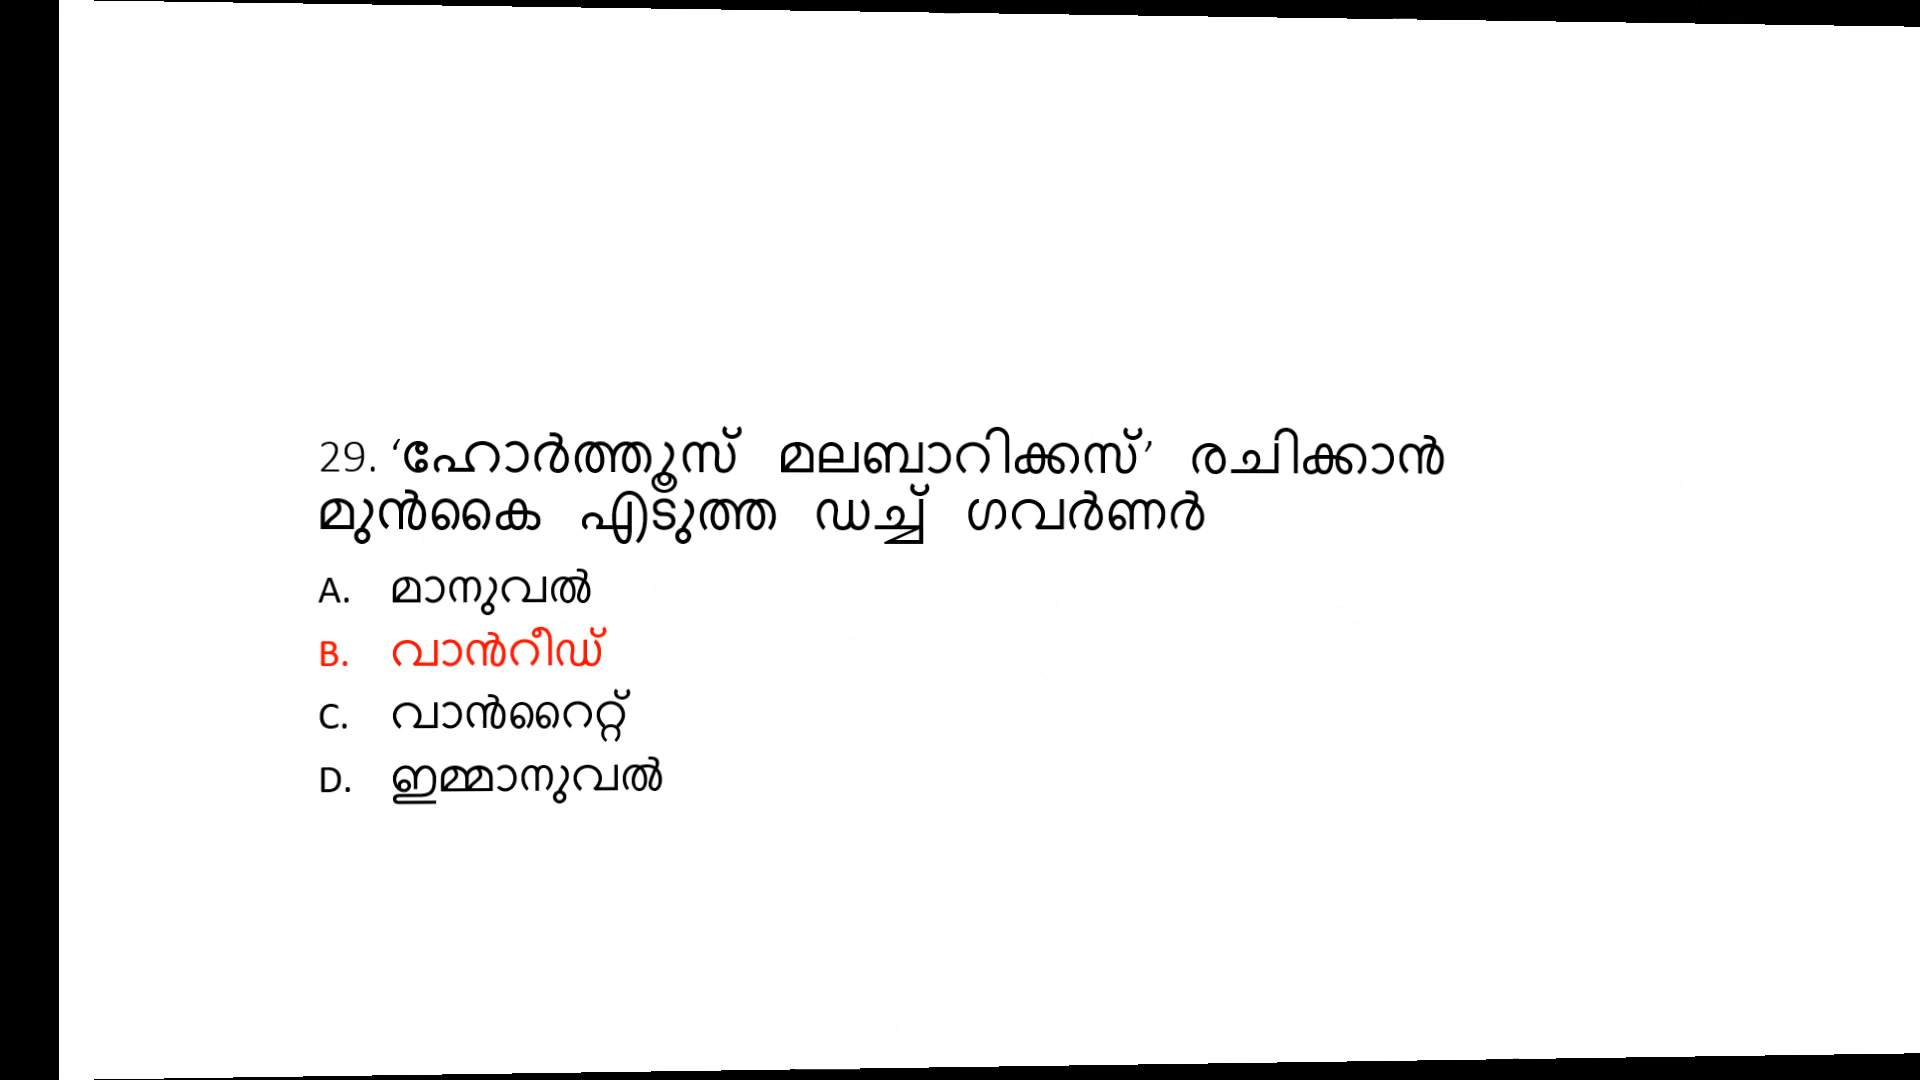 29. ‘ഹോർത്തൂസ് മലബാറിക്കസ്’ രചിക്കാൻ
മുൻകൈ എടുത്ത ഡച്ച് ഗവർണർ
A. മാനുവൽ
B. വാൻറീഡ്
C. വാൻറൈറ്റ്
D. ഇമ്മാനുവൽ